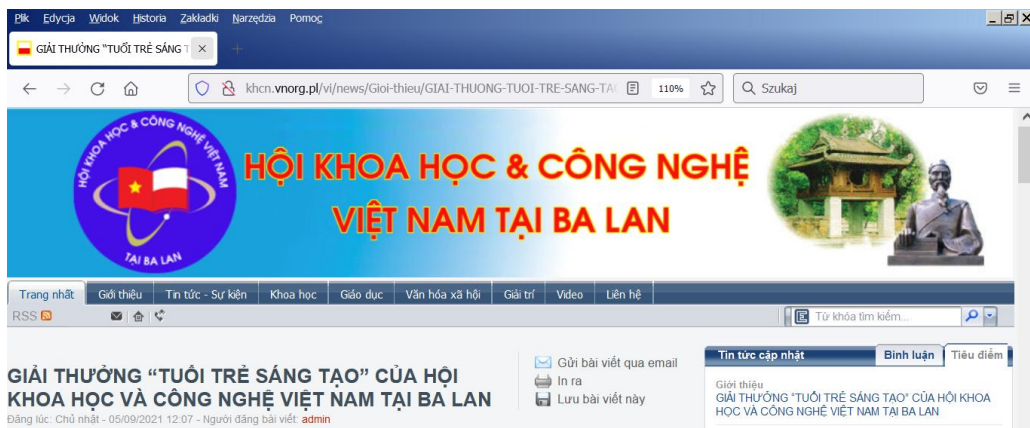 Plik Edycja Widok Historia Zakładki Narzędzia Pomoc
GIẢI THƯỞNG "TUỔI TRẺ SÁNG T
khcn.vnorg.pl/vi/news/Gioi-thieu/GIAI-THUONG-TUOI-TRE-SANG-TA
110%
Szukaj
HỘI KHOA HỌC & CÔNG NGHỆ VIỆT NAM
TẠI BA LAN
HỘI KHOA HỌC & CÔNG NGHỆ
VIỆT NAM TẠI BA LAN
Trang nhất Giới thiệu Tin tức - Sự kiện Khoa học Giáo dục Văn hóa xã hội Giải trí Video Liên hệ
RSS
Từ khóa tìm kiếm...
GIẢI THƯỞNG “TUỔI TRẺ SÁNG TẠO” CỦA HỘI
KHOA HỌC VÀ CÔNG NGHỆ VIỆT NAM TẠI BA LAN
Đăng lúc: Chủ nhật - 05/09/2021 12:07 - Người đăng bài viết: admin
Gửi bài viết qua email
In ra
Lưu bài viết này
Tin tức cập nhật Bình luận Tiêu điểm
Giới thiệu
GIẢI THƯỞNG “TUỔI TRẺ SÁNG TẠO” CỦA HỘI KHOA
HỌC VÀ CÔNG NGHỆ VIỆT NAM TẠI BA LAN